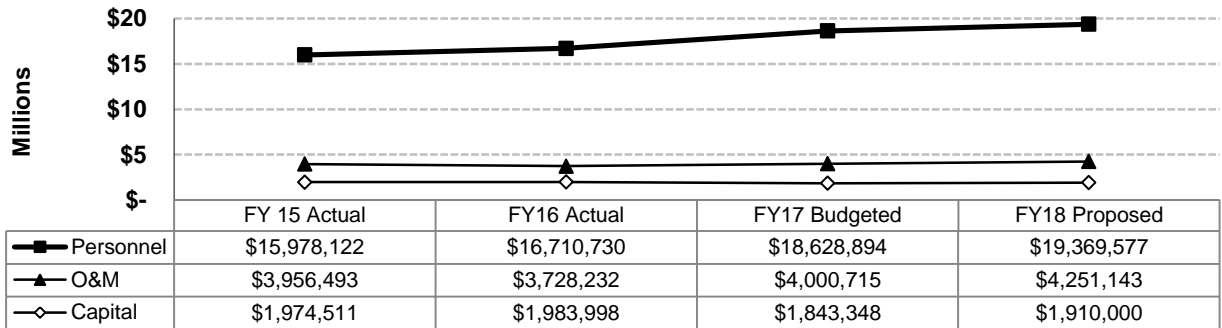 $20
$15
$10
$5
$-
Millions
FY 15 Actual FY16 Actual FY17 Budgeted FY18 Proposed
Personnel $15,978,122 $16,710,730 $18,628,894 $19,369,577
O&M $3,956,493 $3,728,232 $4,000,715 $4,251,143
Capital $1,974,511 $1,983,998 $1,843,348 $1,910,000